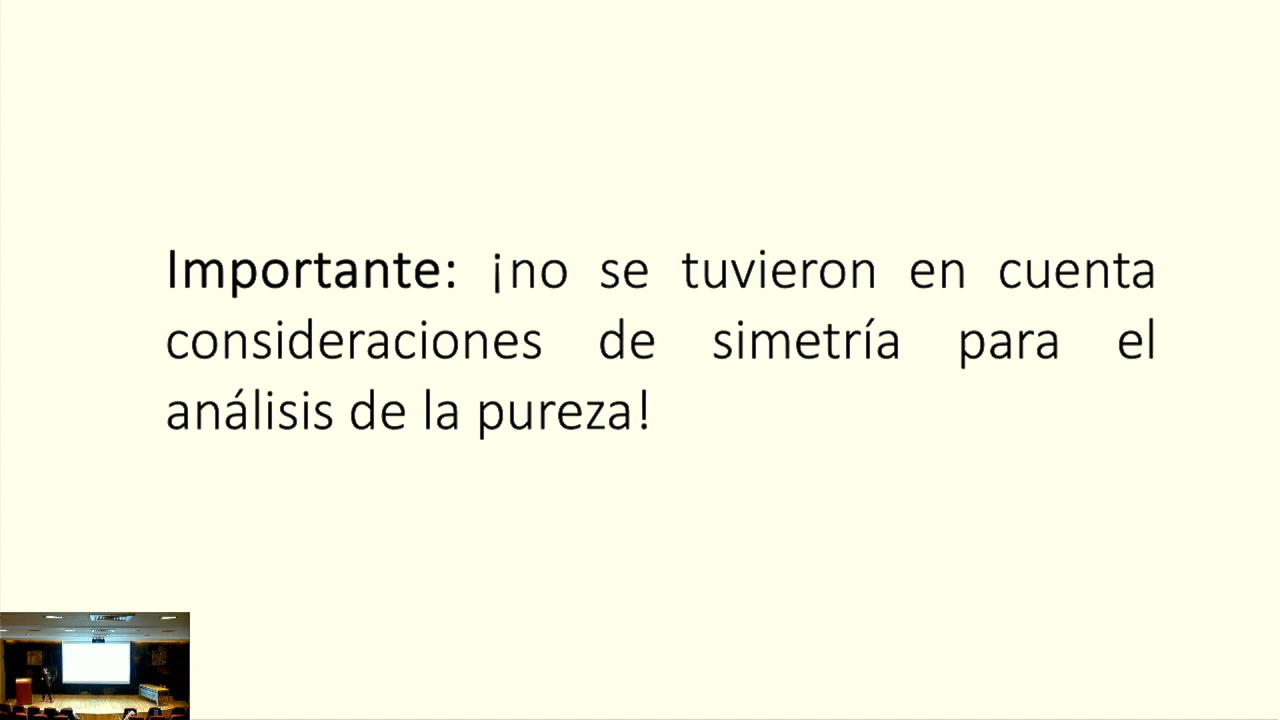 Importante: ¡no se tuvieron en cuenta
consideraciones de simetría para el
análisis de la pureza!